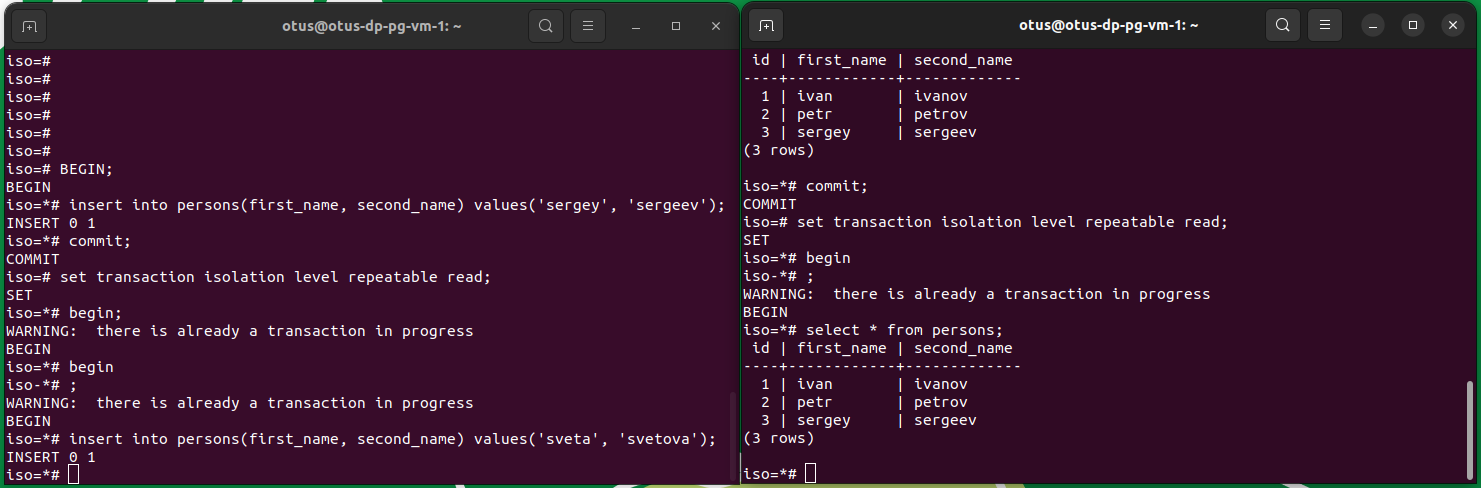 otus@otus-dp-pg-vm-1: ~
iso=#
iso=#
iso=#
iso=#
iso=#
iso=#
iso=# BEGIN;
BEGIN
iso=*# insert into persons(first_name, second_name) values('sergey', 'sergeev');
INSERT 0 1
iso=*# commit;
COMMIT
iso=# set transaction isolation level repeatable read;
SET
iso=*# begin;
WARNING:  there is already a transaction in progress
BEGIN
iso=*# begin
iso-*# ;
WARNING:  there is already a transaction in progress
BEGIN
iso=*# insert into persons(first_name, second_name) values('sveta', 'svetova');
INSERT 0 1
iso=*#
otus@otus-dp-pg-vm-1: ~
 id | first_name | second_name
----+------------+-------------
  1 | ivan       | ivanov
  2 | petr       | petrov
  3 | sergey     | sergeev
(3 rows)
iso=*# commit;
COMMIT
iso=# set transaction isolation level repeatable read;
SET
iso=*# begin
iso-*# ;
WARNING:  there is already a transaction in progress
BEGIN
iso=*# select * from persons;
 id | first_name | second_name
----+------------+-------------
  1 | ivan       | ivanov
  2 | petr       | petrov
  3 | sergey     | sergeev
(3 rows)
iso=*#